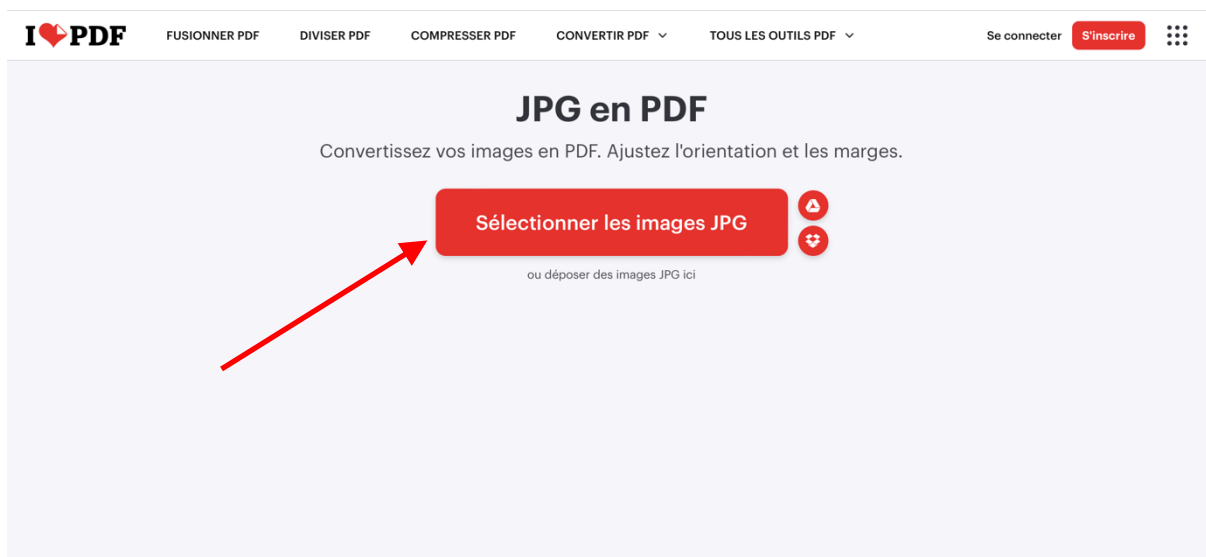 I PDF
FUSIONNER PDF
DIVISER PDF
COMPRESSER PDF
CONVERTIR PDF
TOUS LES OUTILS PDF
Se connecter
S'inscrire
JPG en PDF
Convertissez vos images en PDF. Ajustez l'orientation et les marges.
Sélectionner les images JPG
ou déposer des images JPG ici